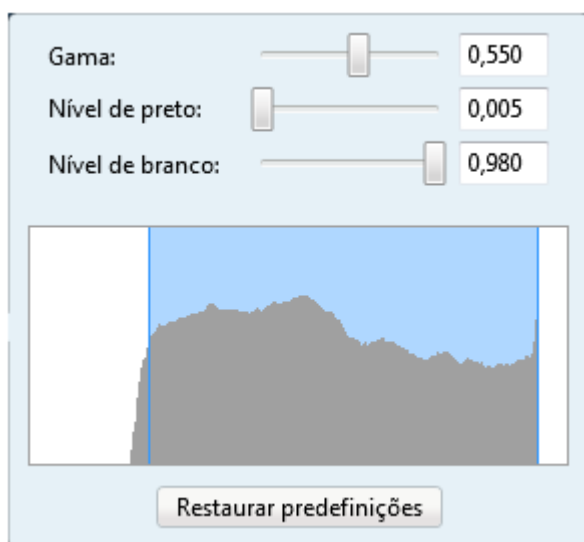 Gama: 0,550
Nível de preto: 0,005
Nível de branco: 0,980
Restaurar predefinições